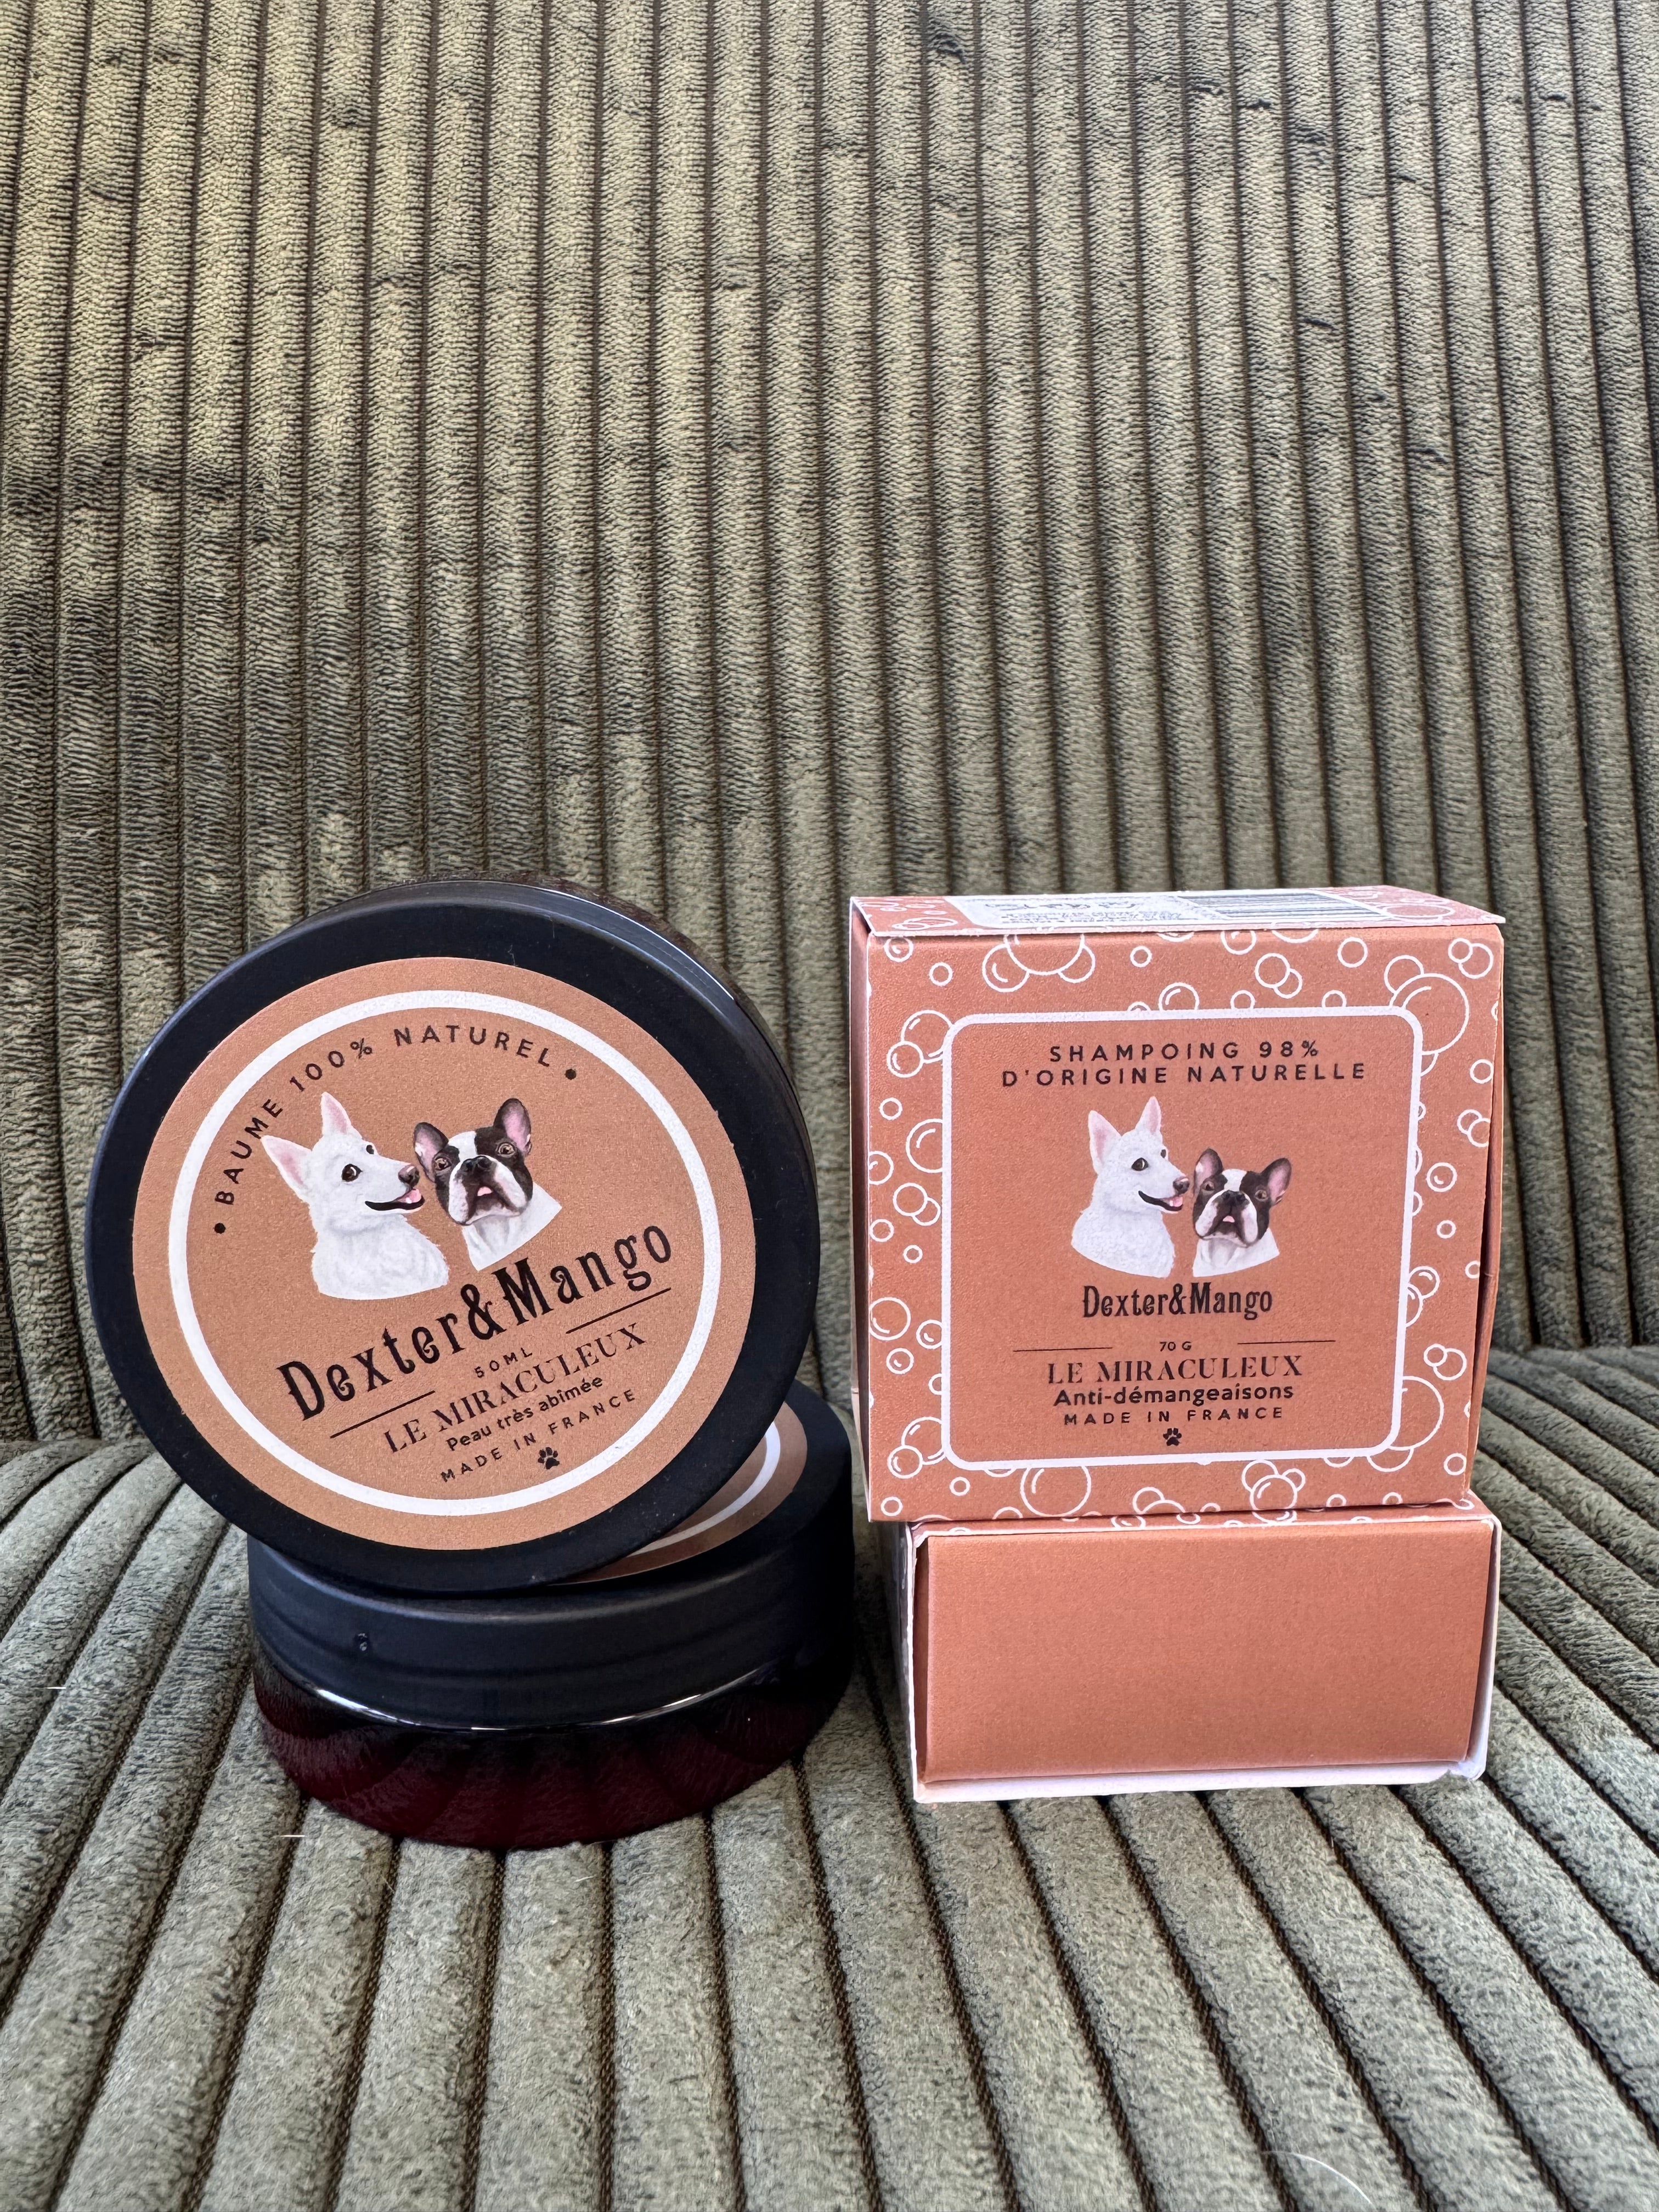 BAUME 100% NATUREL
Dexter&Mango
50ML
LE MIRACULEUX
Peau très abîmée
MADE IN FRANCE
SHAMPOING 98%
D'ORIGINE NATURELLE
Dexter&Mango
70 G
LE MIRACULEUX
Anti-démangeaisons
MADE IN FRANCE